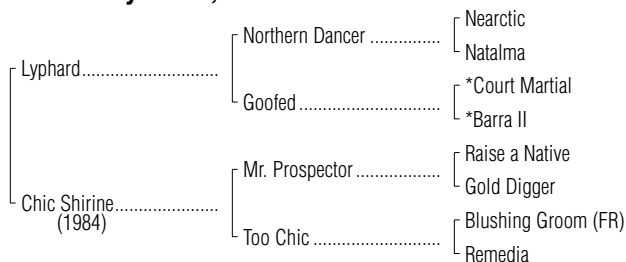 Nearctic
Northern Dancer ................
Natalma
Lyphard...............................
*Court Martial
Goofed ................................
*Barra II
Raise a Native
Mr. Prospector ...................
Gold Digger
Chic Shirine.......................
(1984)
Blushing Groom (FR)
Too Chic .............................
Remedia